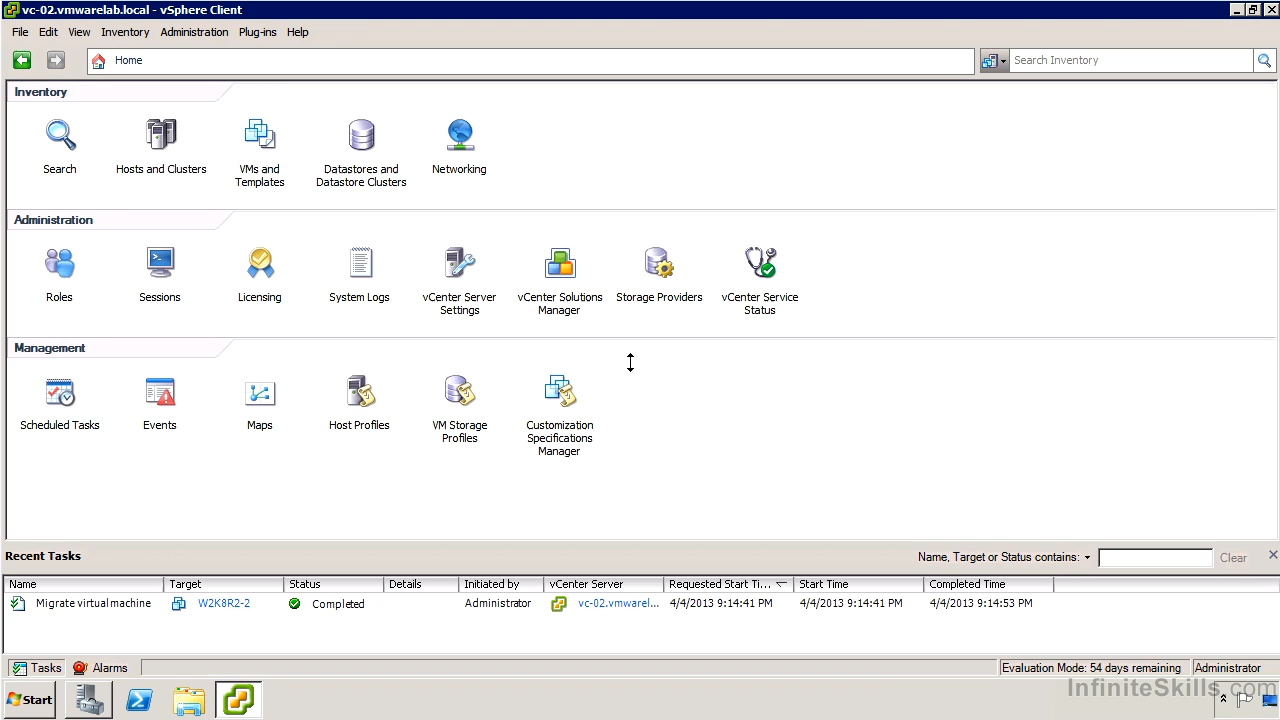 vc-02.vmwarelab.local - vSphere Client
File Edit View Inventory Administration Plug-ins Help
Home
Search Inventory
Inventory
Search
Hosts and Clusters
VMs and
Templates
Datastores and
Datastore Clusters
Networking
Administration
Roles
Sessions
Licensing
System Logs
vCenter Server
Settings
vCenter Solutions
Manager
Storage Providers
vCenter Service
Status
Management
Scheduled Tasks
Events
Maps
Host Profiles
VM Storage
Profiles
Customization
Specifications
Manager
Recent Tasks
Name, Target or Status contains:
Clear
Name Target Status Details Initiated by vCenter Server Requested Start Ti... Start Time Completed Time
Migrate virtual machine W2K8R2-2 Completed Administrator vc-02.vmwarel... 4/4/2013 9:14:41 PM 4/4/2013 9:14:41 PM 4/4/2013 9:14:53 PM
Tasks Alarms Evaluation Mode: 54 days remaining Administrator
InfiniteSkills.com
Start